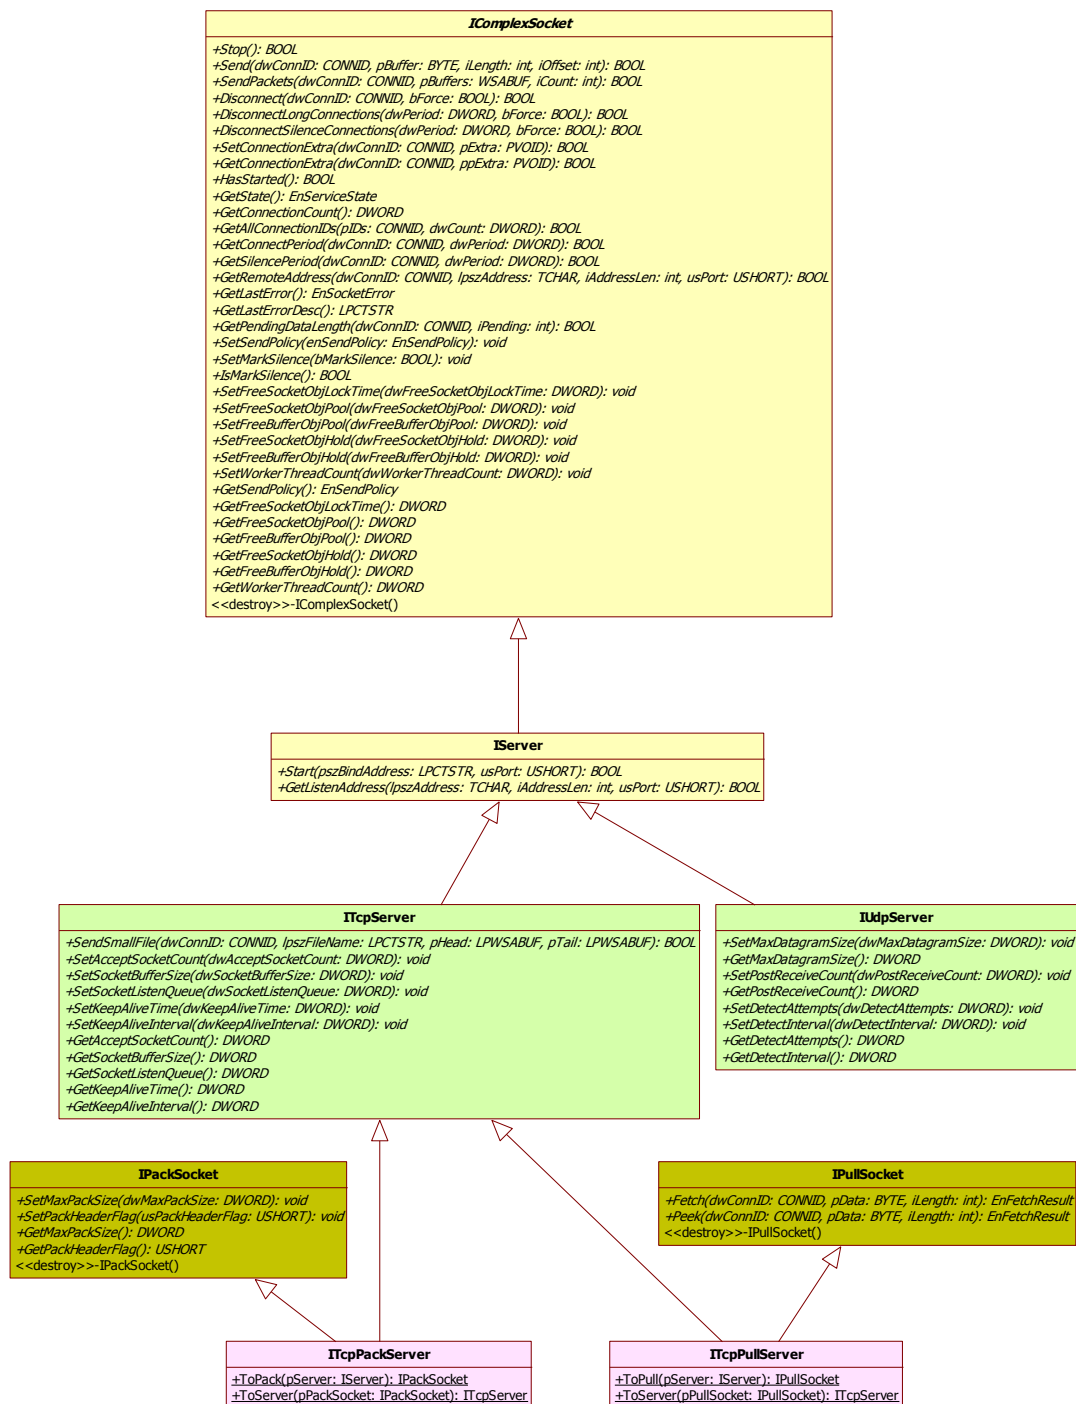 IComplexSocket
+Stop(): BOOL
+Send(dwConnID: CONNID, pBuffer: BYTE, iLength: int, iOffset: int): BOOL
+SendPackets(dwConnID: CONNID, pBuffers: WSABUF, iCount: int): BOOL
+Disconnect(dwConnID: CONNID, bForce: BOOL): BOOL
+DisconnectLongConnections(dwPeriod: DWORD, bForce: BOOL): BOOL
+DisconnectSilenceConnections(dwPeriod: DWORD, bForce: BOOL): BOOL
+SetConnectionExtra(dwConnID: CONNID, pExtra: PVOID): BOOL
+GetConnectionExtra(dwConnID: CONNID, ppExtra: PVOID): BOOL
+HasStarted(): BOOL
+GetState(): EnServiceState
+GetConnectionCount(): DWORD
+GetAllConnectionIDs(pIDs: CONNID, dwCount: DWORD): BOOL
+GetConnectPeriod(dwConnID: CONNID, dwPeriod: DWORD): BOOL
+GetSilencePeriod(dwConnID: CONNID, dwPeriod: DWORD): BOOL
+GetRemoteAddress(dwConnID: CONNID, lpszAddress: TCHAR, iAddressLen: int, usPort: USHORT): BOOL
+GetLastError(): EnSocketError
+GetLastErrorDesc(): LPCTSTR
+GetPendingDataLength(dwConnID: CONNID, iPending: int): BOOL
+SetSendPolicy(enSendPolicy: EnSendPolicy): void
+SetMarkSilence(bMarkSilence: BOOL): void
+IsMarkSilence(): BOOL
+SetFreeSocketObjLockTime(dwFreeSocketObjLockTime: DWORD): void
+SetFreeSocketObjPool(dwFreeSocketObjPool: DWORD): void
+SetFreeBufferObjPool(dwFreeBufferObjPool: DWORD): void
+SetFreeSocketObjHold(dwFreeSocketObjHold: DWORD): void
+SetFreeBufferObjHold(dwFreeBufferObjHold: DWORD): void
+SetWorkerThreadCount(dwWorkerThreadCount: DWORD): void
+GetSendPolicy(): EnSendPolicy
+GetFreeSocketObjLockTime(): DWORD
+GetFreeSocketObjPool(): DWORD
+GetFreeBufferObjPool(): DWORD
+GetFreeSocketObjHold(): DWORD
+GetFreeBufferObjHold(): DWORD
+GetWorkerThreadCount(): DWORD
<<destroy>>-IComplexSocket()
IServer
+Start(pszBindAddress: LPCTSTR, usPort: USHORT): BOOL
+GetListenAddress(lpszAddress: TCHAR, iAddressLen: int, usPort: USHORT): BOOL
ITcpServer
+SendSmallFile(dwConnID: CONNID, lpszFileName: LPCTSTR, pHead: LPWSABUF, pTail: LPWSABUF): BOOL
+SetAcceptSocketCount(dwAcceptSocketCount: DWORD): void
+SetSocketBufferSize(dwSocketBufferSize: DWORD): void
+SetSocketListenQueue(dwSocketListenQueue: DWORD): void
+SetKeepAliveTime(dwKeepAliveTime: DWORD): void
+SetKeepAliveInterval(dwKeepAliveInterval: DWORD): void
+GetAcceptSocketCount(): DWORD
+GetSocketBufferSize(): DWORD
+GetSocketListenQueue(): DWORD
+GetKeepAliveTime(): DWORD
+GetKeepAliveInterval(): DWORD
IUdpServer
+SetMaxDatagramSize(dwMaxDatagramSize: DWORD): void
+GetMaxDatagramSize(): DWORD
+SetPostReceiveCount(dwPostReceiveCount: DWORD): void
+GetPostReceiveCount(): DWORD
+SetDetectAttempts(dwDetectAttempts: DWORD): void
+SetDetectInterval(dwDetectInterval: DWORD): void
+GetDetectAttempts(): DWORD
+GetDetectInterval(): DWORD
IPackSocket
+SetMaxPackSize(dwMaxPackSize: DWORD): void
+SetPackHeaderFlag(usPackHeaderFlag: USHORT): void
+GetMaxPackSize(): DWORD
+GetPackHeaderFlag(): USHORT
<<destroy>>-IPackSocket()
IPullSocket
+Fetch(dwConnID: CONNID, pData: BYTE, iLength: int): EnFetchResult
+Peek(dwConnID: CONNID, pData: BYTE, iLength: int): EnFetchResult
<<destroy>>-IPullSocket()
ITcpPackServer
+ToPack(pServer: IServer): IPackSocket
+ToServer(pPackSocket: IPackSocket): ITcpServer
ITcpPullServer
+ToPull(pServer: IServer): IPullSocket
+ToServer(pPullSocket: IPullSocket): ITcpServer